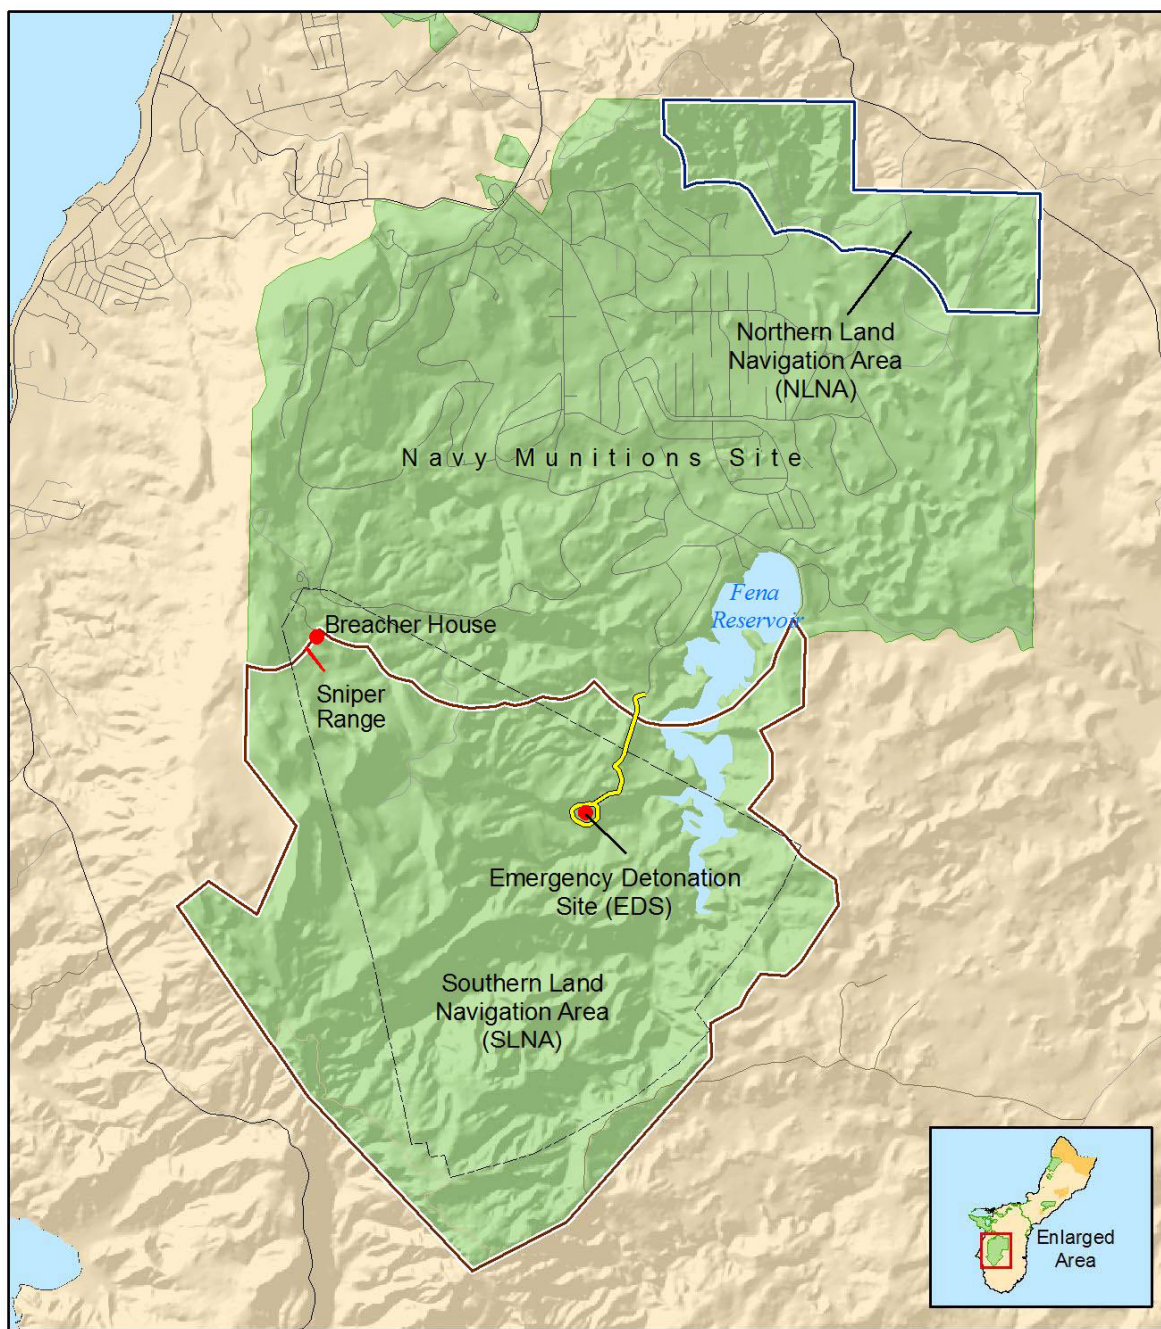 Northern Land
Navigation Area
(NLNA)
Navy Munitions Site
Fena
Reservoir
Breacher House
Sniper
Range
Emergency Detonation
Site (EDS)
Southern Land
Navigation Area
(SLNA)
Enlarged
Area